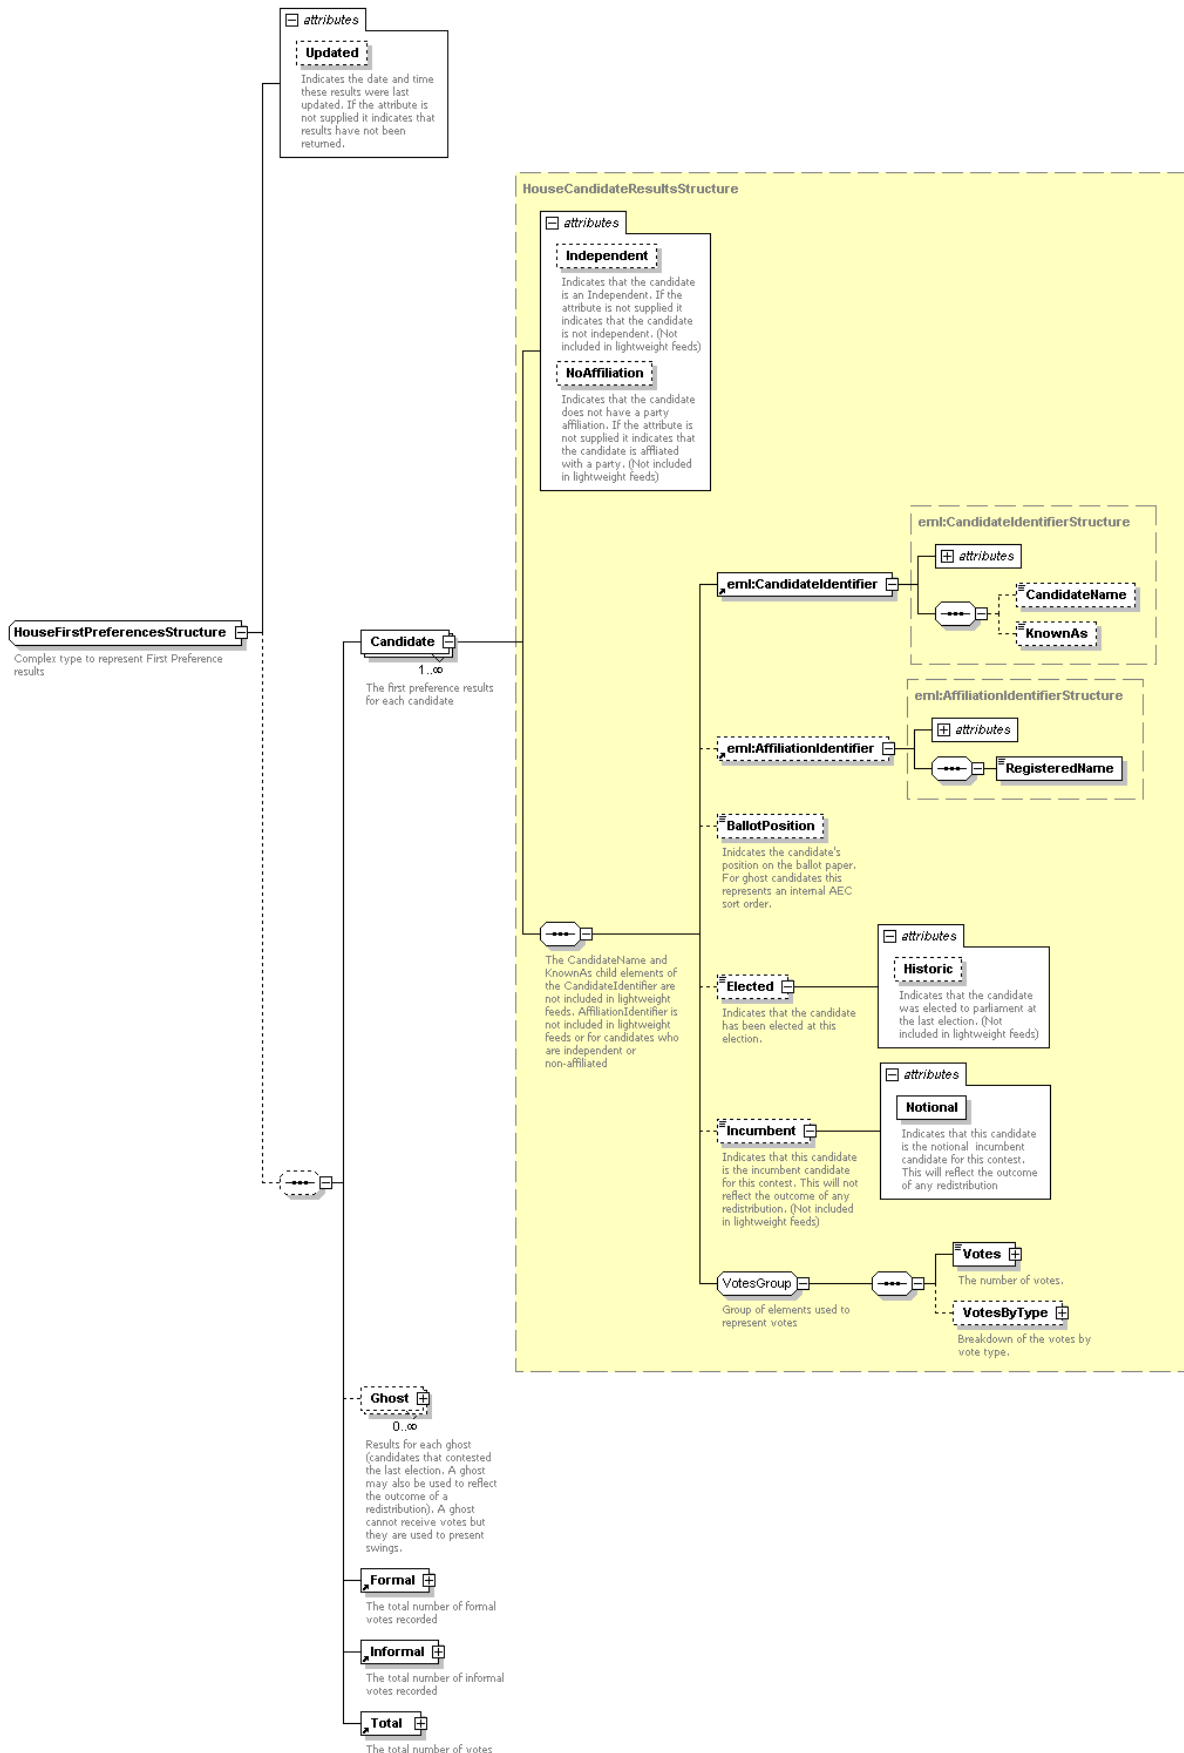 attributes
Updated
Indicates the date and time
these results were last
updated. If the attribute is
not supplied it indicates that
results have not been
returned.
HouseCandidateResultsStructure
attributes
Independent
Indicates that the candidate
is an Independent. If the
attribute is not supplied it
indicates that the candidate
is not independent. (Not
included in lightweight feeds)
NoAffiliation
Indicates that the candidate
does not have a party
affiliation. If the attribute is
not supplied it indicates that
the candidate is affliated
with a party. (Not included
in lightweight feeds)
eml:CandidateIdentifierStructure
attributes
eml:CandidateIdentifier
CandidateName
KnownAs
HouseFirstPreferencesStructure
Complex type to represent First Preference
results
Candidate
1..∞
The first preference results
for each candidate
eml:AffiliationIdentifierStructure
attributes
eml:AffiliationIdentifier
RegisteredName
BallotPosition
Inidcates the candidate's
position on the ballot paper.
For ghost candidates this
represents an internal AEC
sort order.
The CandidateName and
KnownAs child elements of
the CandidateIdentifier are
not included in lightweight
feeds. AffiliationIdentifier is
not included in lightweight
feeds or for candidates who
are independent or
non-affiliated
attributes
Elected
Indicates that the candidate
has been elected at this
election.
Historic
Indicates that the candidate
was elected to parliament at
the last election. (Not
included in lightweight feeds)
attributes
Incumbent
Indicates that this candidate
is the incumbent candidate
for this contest. This will not
reflect the outcome of any
redistribution. (Not included
in lightweight feeds)
Notional
Indicates that this candidate
is the notional incumbent
candidate for this contest.
This will reflect the outcome
of any redistribution
VotesGroup
Group of elements used to
represent votes
Votes
The number of votes.
VotesByType
Breakdown of the votes by
vote type.
Ghost
0..∞
Results for each ghost
(candidates that contested
the last election. A ghost
may also be used to reflect
the outcome of a
redistribution). A ghost
cannot receive votes but
they are used to present
swings.
Formal
The total number of formal
votes recorded
Informal
The total number of informal
votes recorded
Total
The total number of votes